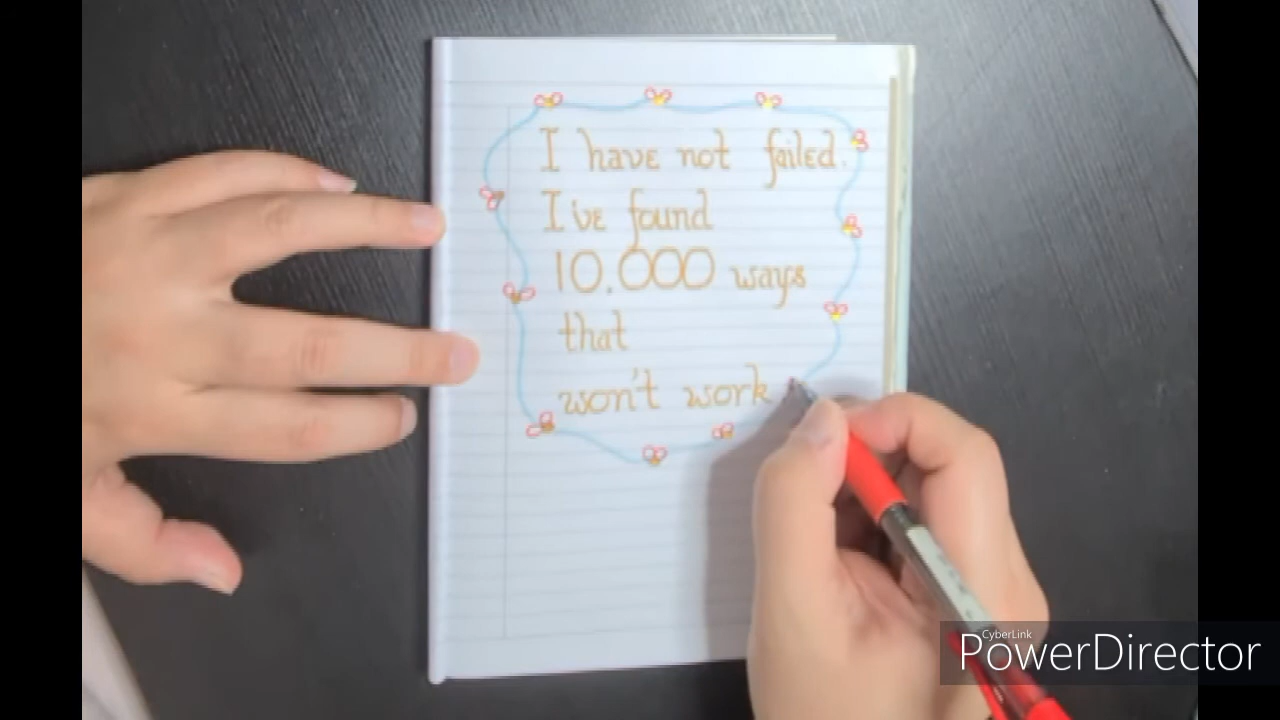 I have not failed.
I've found
10,000 ways
that
won't work
CyberLink
PowerDirector